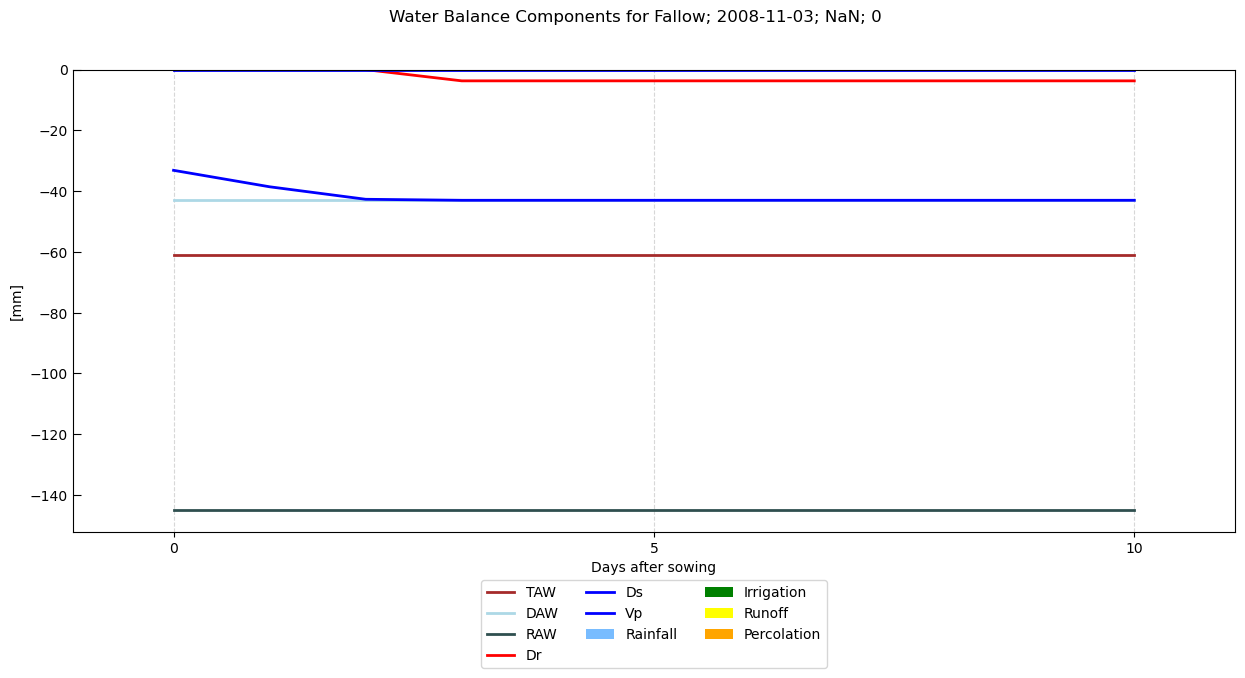 Water Balance Components for Fallow; 2008-11-03; NaN; 0
0
−20
−40
−60
−80
−100
−120
−140
[mm]
0 5 10
Days after sowing
TAW Ds Irrigation
DAW Vp Runoff
RAW Rainfall Percolation
Dr